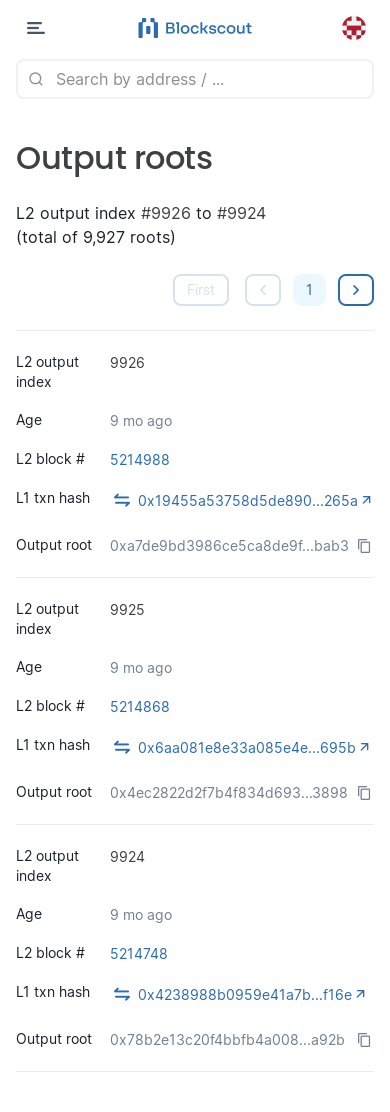 Blockscout
Search by address / ...
Output roots
L2 output index #9926 to #9924
(total of 9,927 roots)
First 1
L2 output index 9926
Age 9 mo ago
L2 block # 5214988
L1 txn hash 0x19455a53758d5de890...265a
Output root 0xa7de9bd3986ce5ca8de9f...bab3
L2 output index 9925
Age 9 mo ago
L2 block # 5214868
L1 txn hash 0x6aa081e8e33a085e4e...695b
Output root 0x4ec2822d2f7b4f834d693...3898
L2 output index 9924
Age 9 mo ago
L2 block # 5214748
L1 txn hash 0x4238988b0959e41a7b...f16e
Output root 0x78b2e13c20f4bbfb4a008...a92b